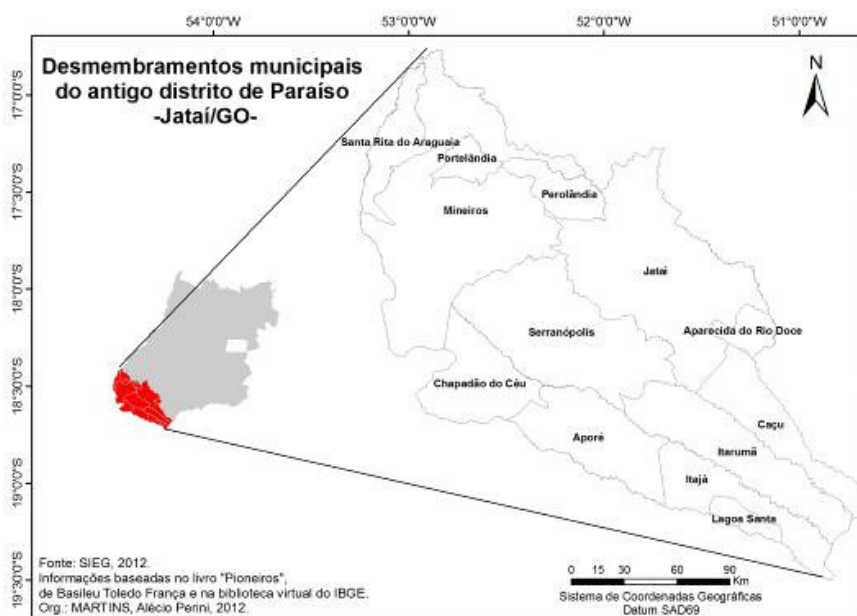 54°0'0"W 53°0'0"W 52°0'0"W 51°0'0"W
Desmembramentos municipais
do antigo distrito de Paraíso
-Jataí/GO-
N
17°0'0"S
17°30'0"S
18°0'0"S
18°30'0"S
19°0'0"S
19°30'0"S
Santa Rita do Araguaia
Portelândia
Perolândia
Mineiros
Jataí
Serranópolis
Aparecida do Rio Doce
Chapadão do Céu
Caçu
Aporé
Itarumã
Itajá
Lagoa Santa
Fonte: SIEG, 2012.
Informações baseadas no livro "Pioneiros",
de Basileu Toledo França e na biblioteca virtual do IBGE.
Org.: MARTINS, Alécio Perini, 2012.
0 15 30 60 90
Km
Sistema de Coordenadas Geográficas
Datum SAD69